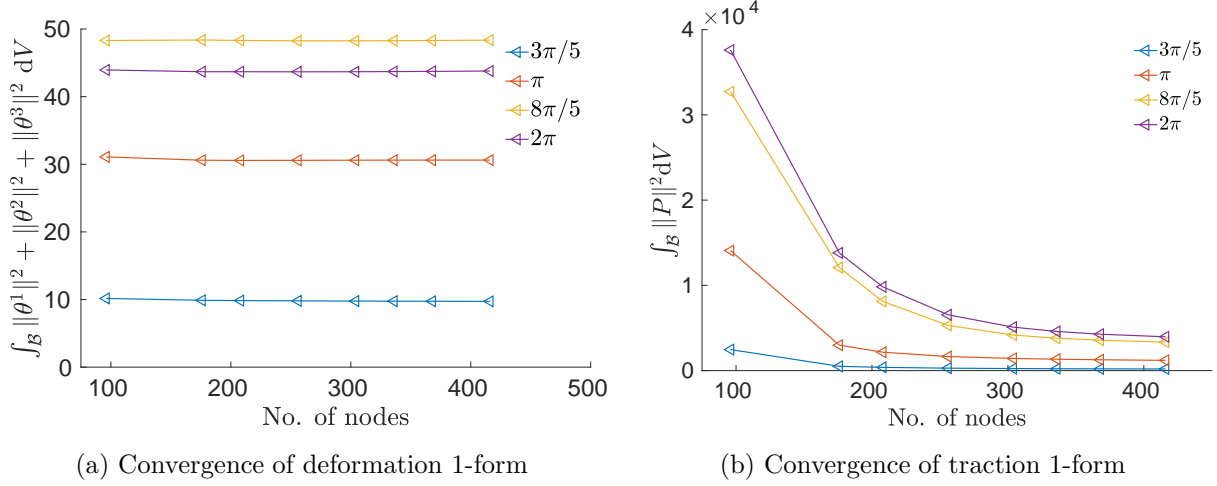 50
40
30
20
10
0
100
200
300
400
500
∫_ℬ ||θ¹||² + ||θ²||² + ||θ³||² dV
No. of nodes
3π/5
π
8π/5
2π
(a) Convergence of deformation 1-form
×10⁴
4
3
2
1
0
100
200
300
400
∫_ℬ ||P||²dV
No. of nodes
3π/5
π
8π/5
2π
(b) Convergence of traction 1-form